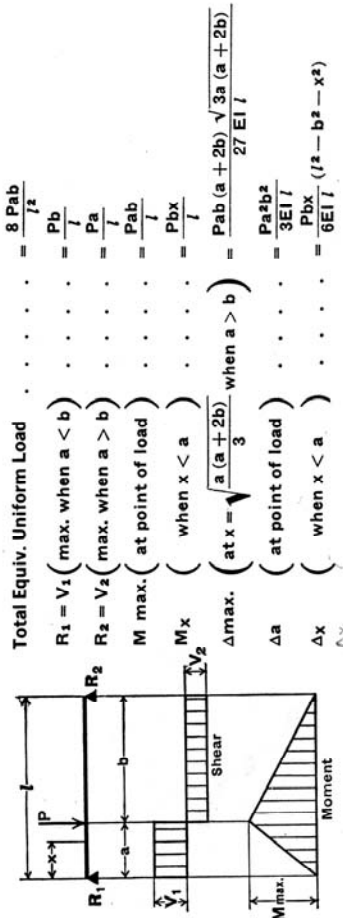 Total Equiv. Uniform Load . . . . = 8 Pab / l²
R₁ = V₁ ( max. when a < b ) . . . . = Pb / l
R₂ = V₂ ( max. when a > b ) . . . . = Pa / l
M max. ( at point of load ) . . . . = Pab / l
Mx ( when x < a ) . . . . = Pbx / l
Δmax. ( at x = √ a (a + 2b) / 3 when a > b ) = Pab (a + 2b) √ 3a (a + 2b) / 27 EI l
Δa ( at point of load ) . . . . = Pa²b² / 3EI l
Δx ( when x < a ) . . . . = Pbx / 6EI l (l² − b² − x²)
l
x
P
R₁
R₂
a
b
V₁
V₂
Shear
M max.
Moment